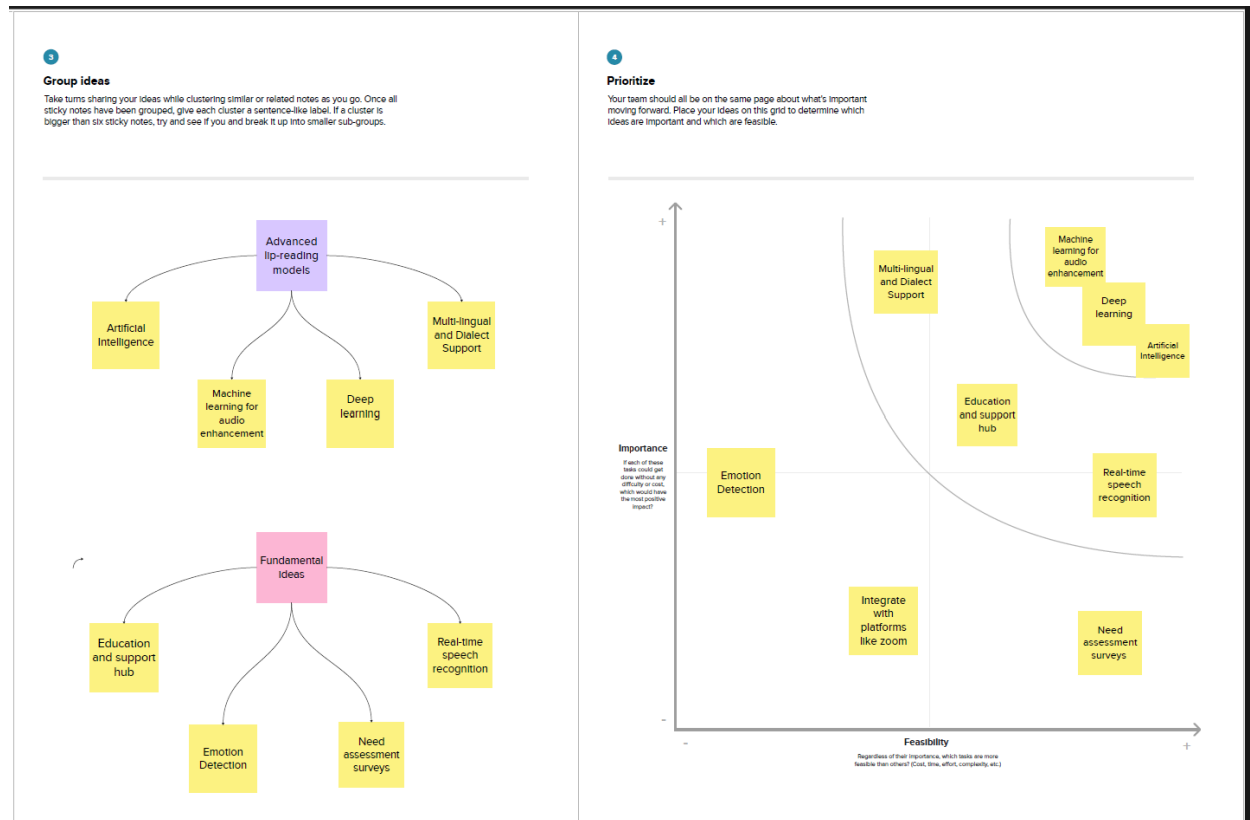 3
Group ideas
Take turns sharing your ideas while clustering similar or related notes as you go. Once all
sticky notes have been grouped, give each cluster a sentence-like label. If a cluster is
bigger than six sticky notes, try and see if you and break it up into smaller sub-groups.
Advanced
lip-reading
models
Artificial
Intelligence
Multi-lingual
and Dialect
Support
Machine
learning for
audio
enhancement
Deep
learning
Fundamental
ideas
Education
and support
hub
Real-time
speech
recognition
Emotion
Detection
Need
assessment
surveys
4
Prioritize
Your team should all be on the same page about what's important
moving forward. Place your ideas on this grid to determine which
ideas are important and which are feasible.
+
Machine
learning for
audio
enhancement
Multi-lingual
and Dialect
Support
Deep
learning
Artificial
Intelligence
Education
and support
hub
Importance
If each of these
tasks could get
done without any
difficulty or cost,
which would have
the most positive
impact?
Emotion
Detection
Real-time
speech
recognition
Integrate
with
platforms
like zoom
Need
assessment
surveys
-
-
Feasibility
+
Regardless of their importance, which tasks are more
feasible than others? (Cost, time, effort, complexity, etc.)